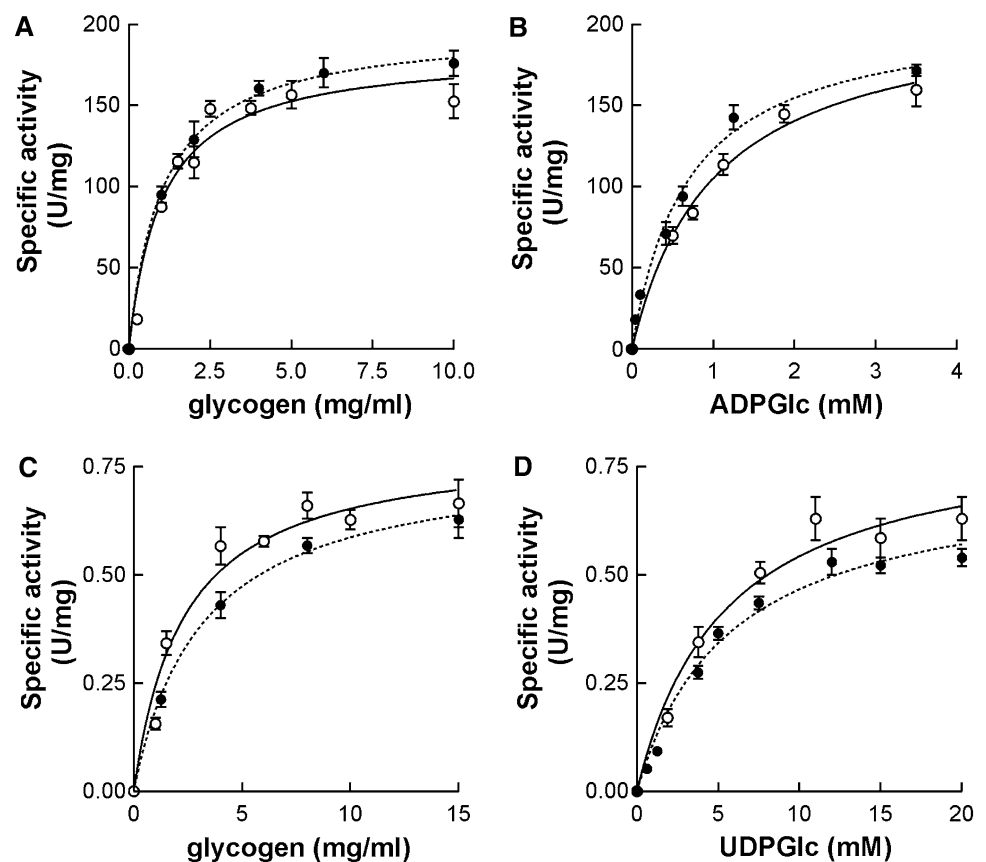 A
200
150
100
50
0
Specific activity
(U/mg)
0.0 2.5 5.0 7.5 10.0
glycogen (mg/ml)
B
200
150
100
50
0
Specific activity
(U/mg)
0 1 2 3 4
ADPGlc (mM)
C
0.75
0.50
0.25
0.00
Specific activity
(U/mg)
0 5 10 15
glycogen (mg/ml)
D
0.75
0.50
0.25
0.00
Specific activity
(U/mg)
0 5 10 15 20
UDPGlc (mM)